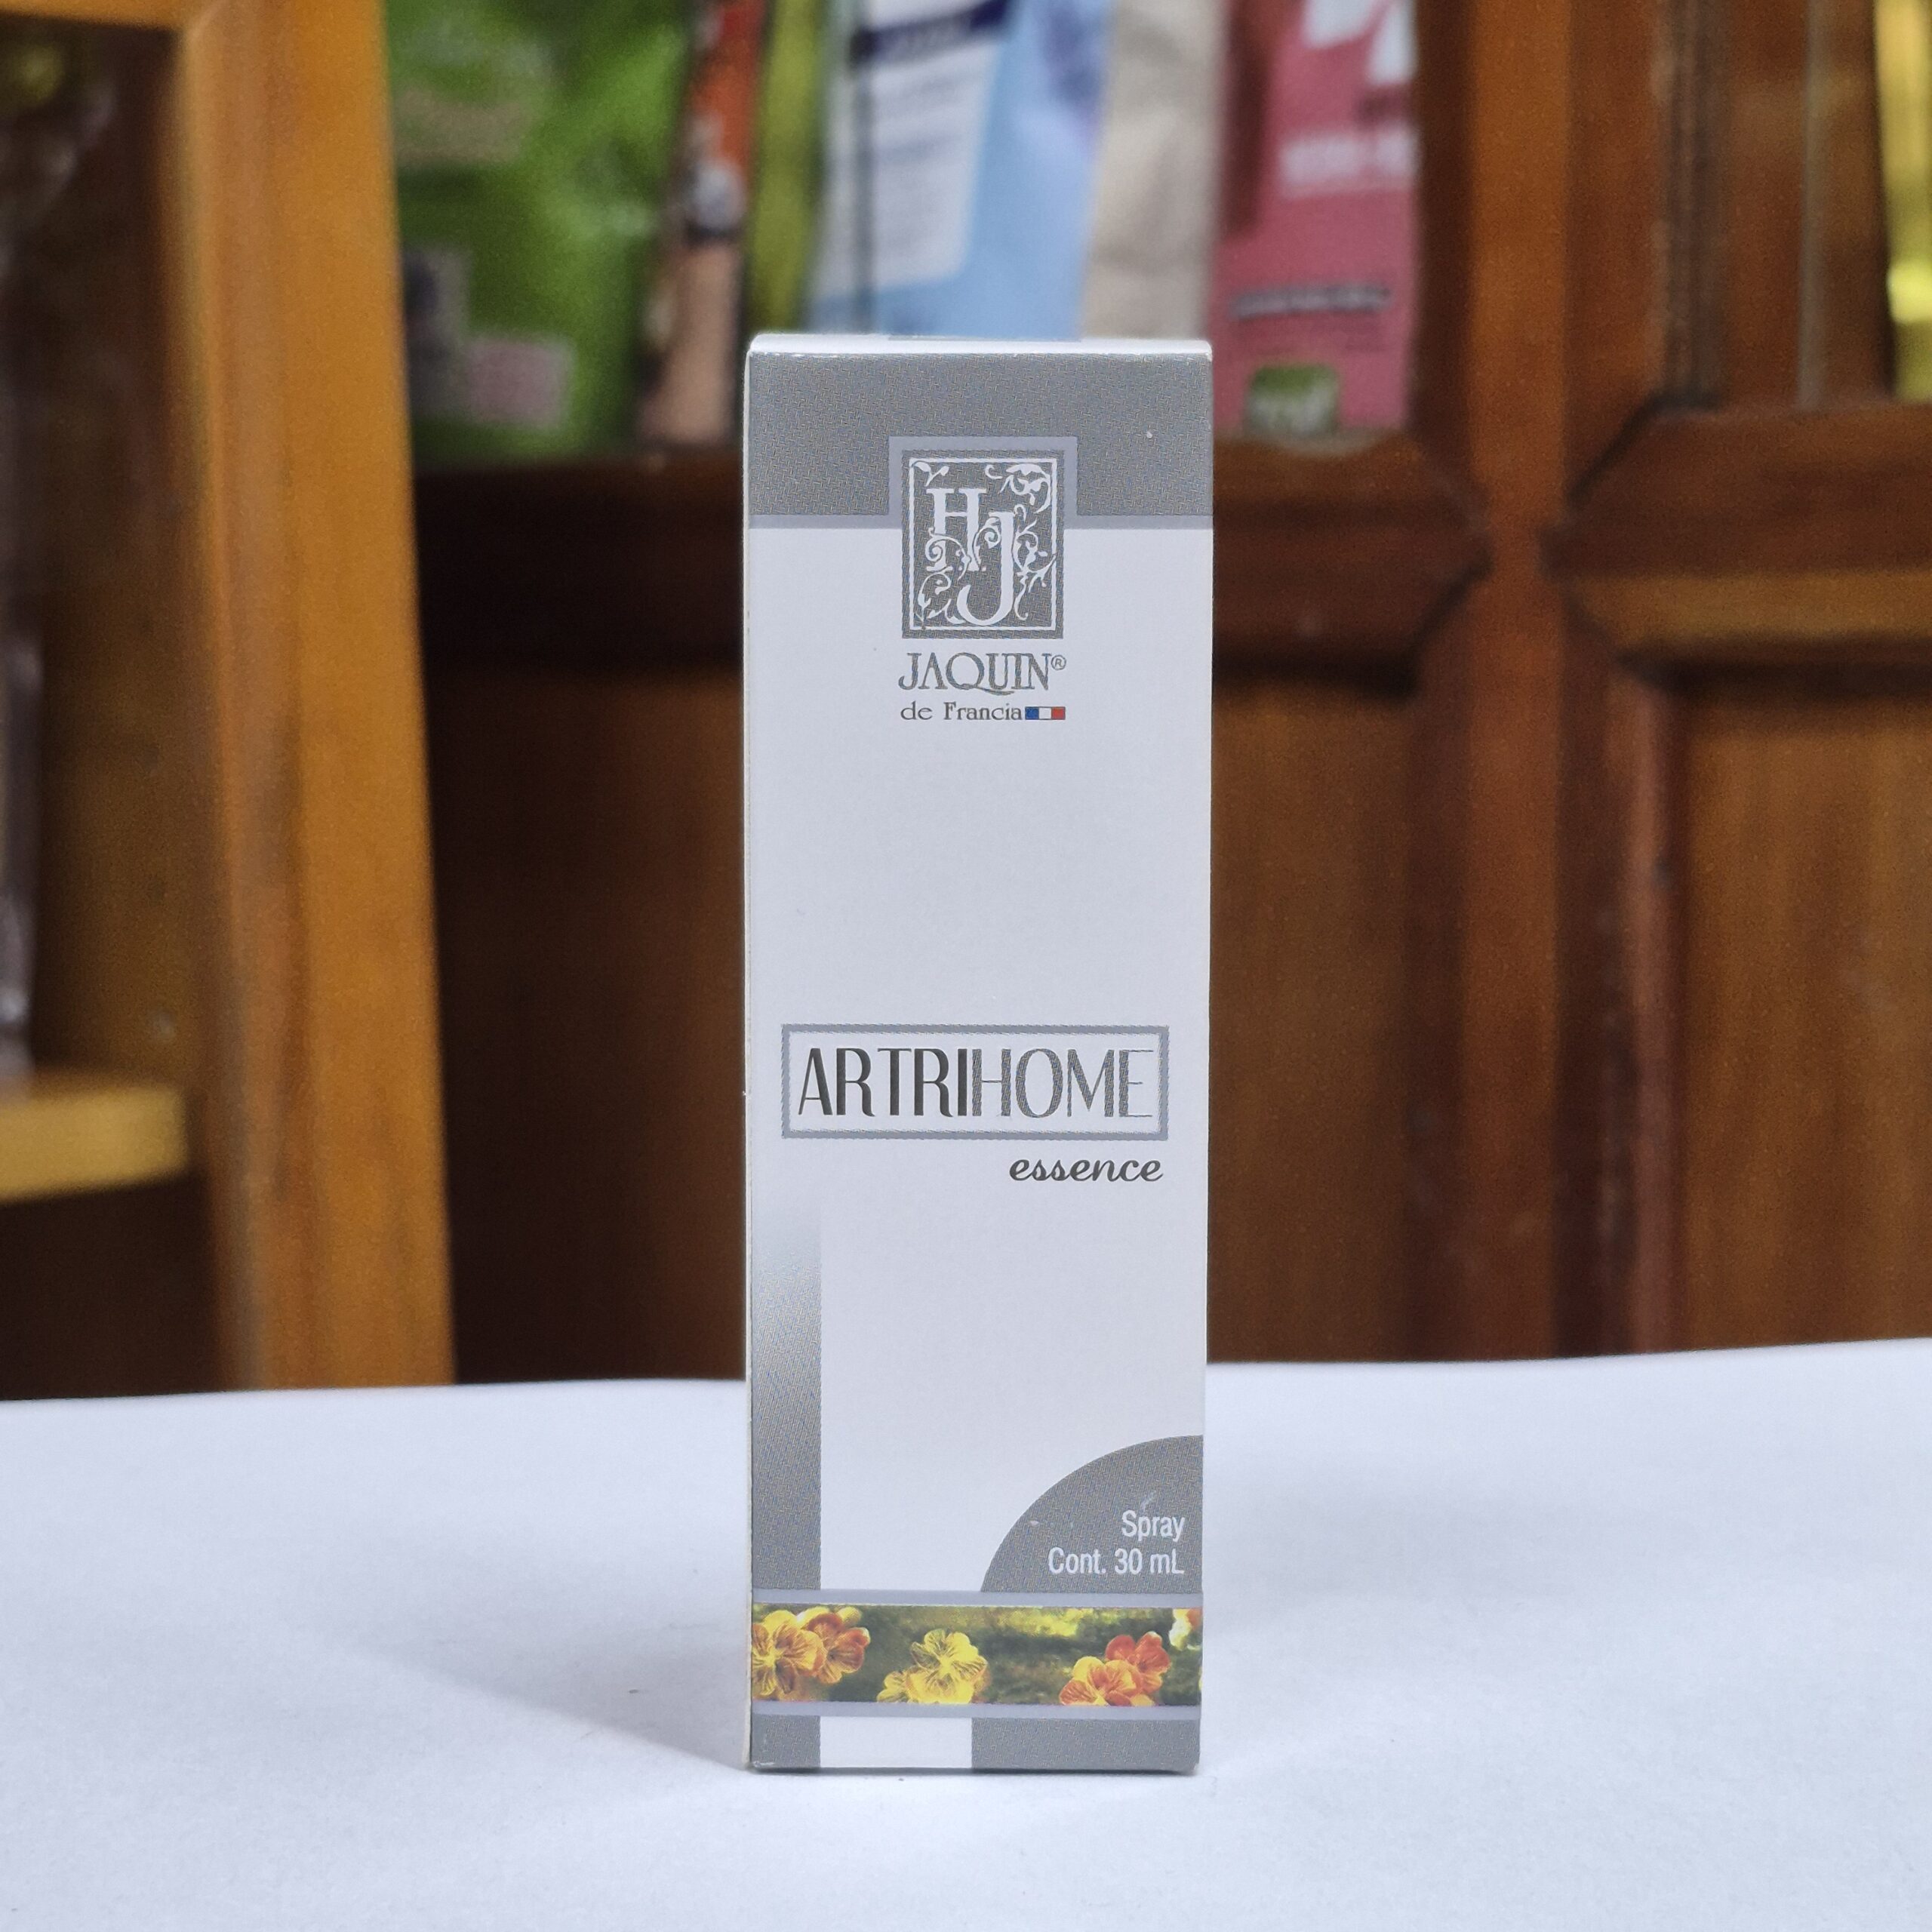 HJ
JAQUIN®
de Francia
ARTRIHOME
essence
Spray
Cont. 30 mL